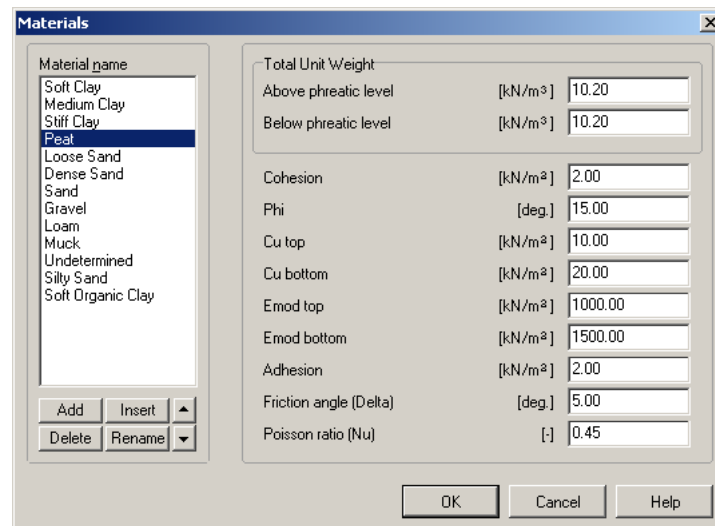 Materials
Material name
Soft Clay
Medium Clay
Stiff Clay
Peat
Loose Sand
Dense Sand
Sand
Gravel
Loam
Muck
Undetermined
Silty Sand
Soft Organic Clay
Add Insert
Delete Rename
Total Unit Weight
Above phreatic level [kN/m³] 10.20
Below phreatic level [kN/m³] 10.20
Cohesion [kN/m²] 2.00
Phi [deg.] 15.00
Cu top [kN/m²] 10.00
Cu bottom [kN/m²] 20.00
Emod top [kN/m²] 1000.00
Emod bottom [kN/m²] 1500.00
Adhesion [kN/m²] 2.00
Friction angle (Delta) [deg.] 5.00
Poisson ratio (Nu) [-] 0.45
OK Cancel Help